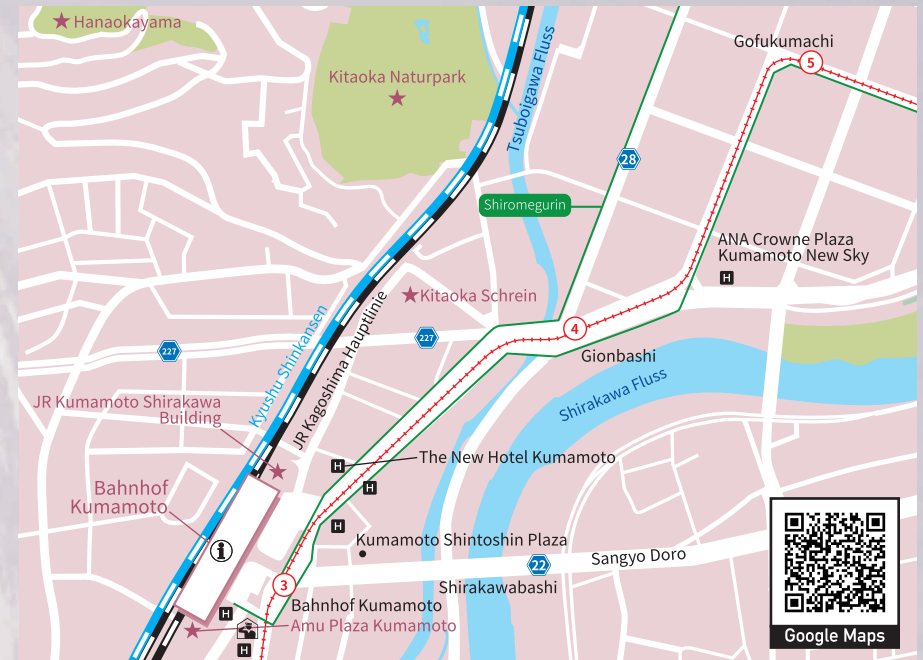 Hanaokayama
Kitaoka Naturpark
Tsuboigawa Fluss
Gofukumachi
5
28
Shiromegurin
ANA Crowne Plaza
Kumamoto New Sky
H
Kitaoka Schrein
4
227
227
Gionbashi
Kyushu Shinkansen
JR Kagoshima Hauptlinie
Shirakawa Fluss
JR Kumamoto Shirakawa
Building
H
The New Hotel Kumamoto
H
Bahnhof
Kumamoto
H
Kumamoto Shintoshin Plaza
i
22
Sangyo Doro
3
Shirakawabashi
Bahnhof Kumamoto
H
Amu Plaza Kumamoto
H
Google Maps